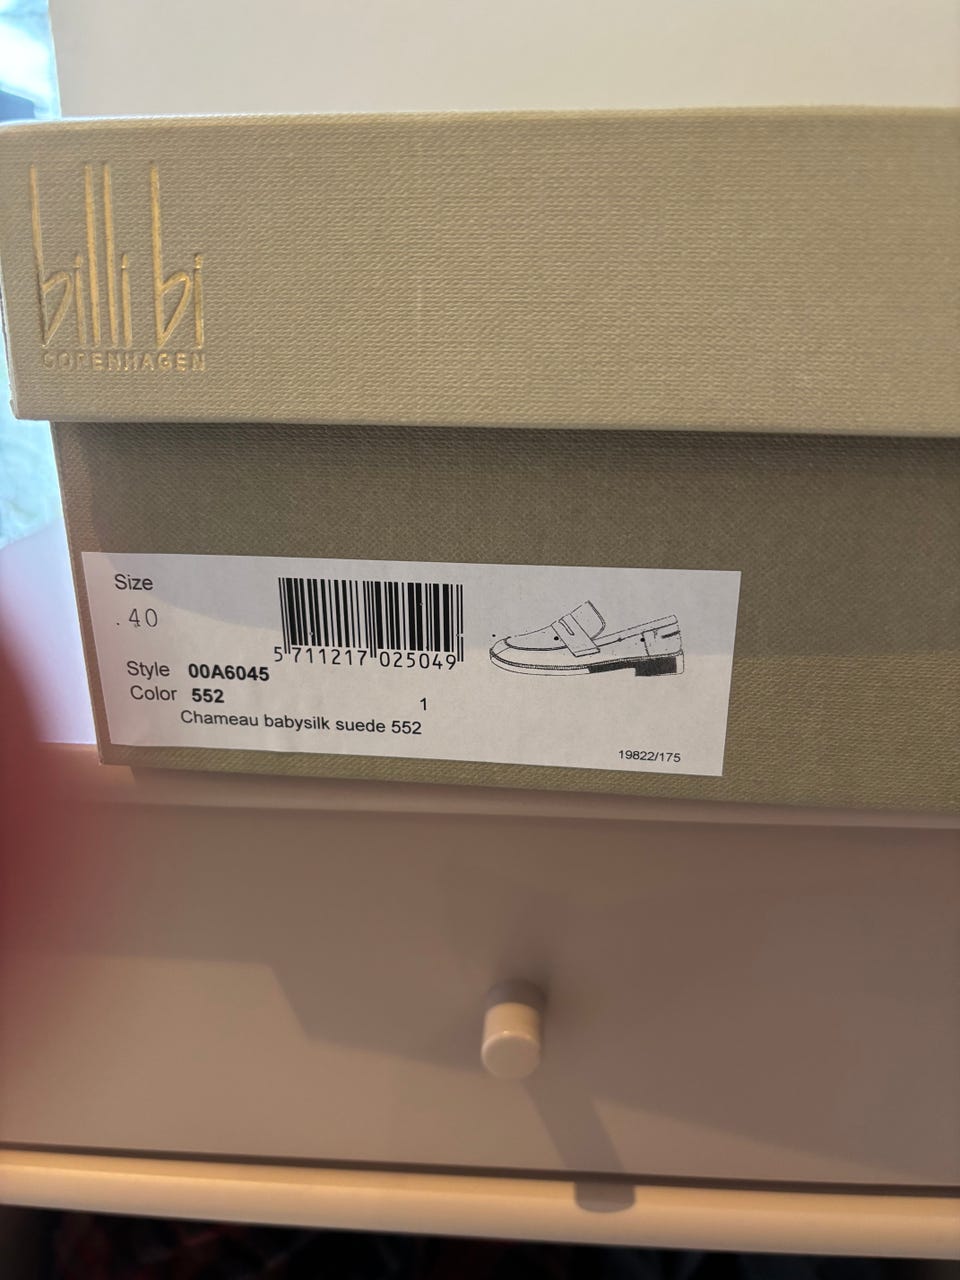 billi bi
COPENHAGEN
Size
.40
5 711217 025049
Style 00A6045
Color 552
1
Chameau babysilk suede 552
19822/175